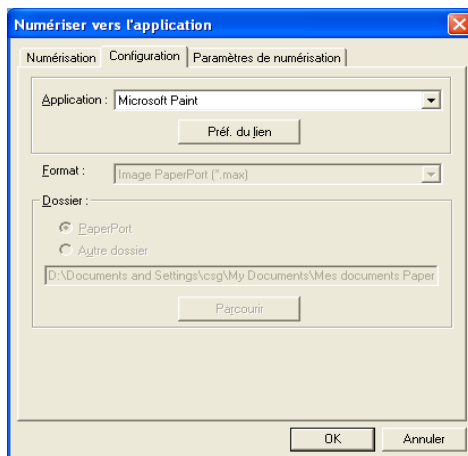 Numériser vers l'application
Numérisation Configuration Paramètres de numérisation
Application : Microsoft Paint
Préf. du lien
Format : Image PaperPort (*.max)
Dossier :
PaperPort
Autre dossier
D:\Documents and Settings\csg\My Documents\Mes documents Paper
Parcourir
OK Annuler